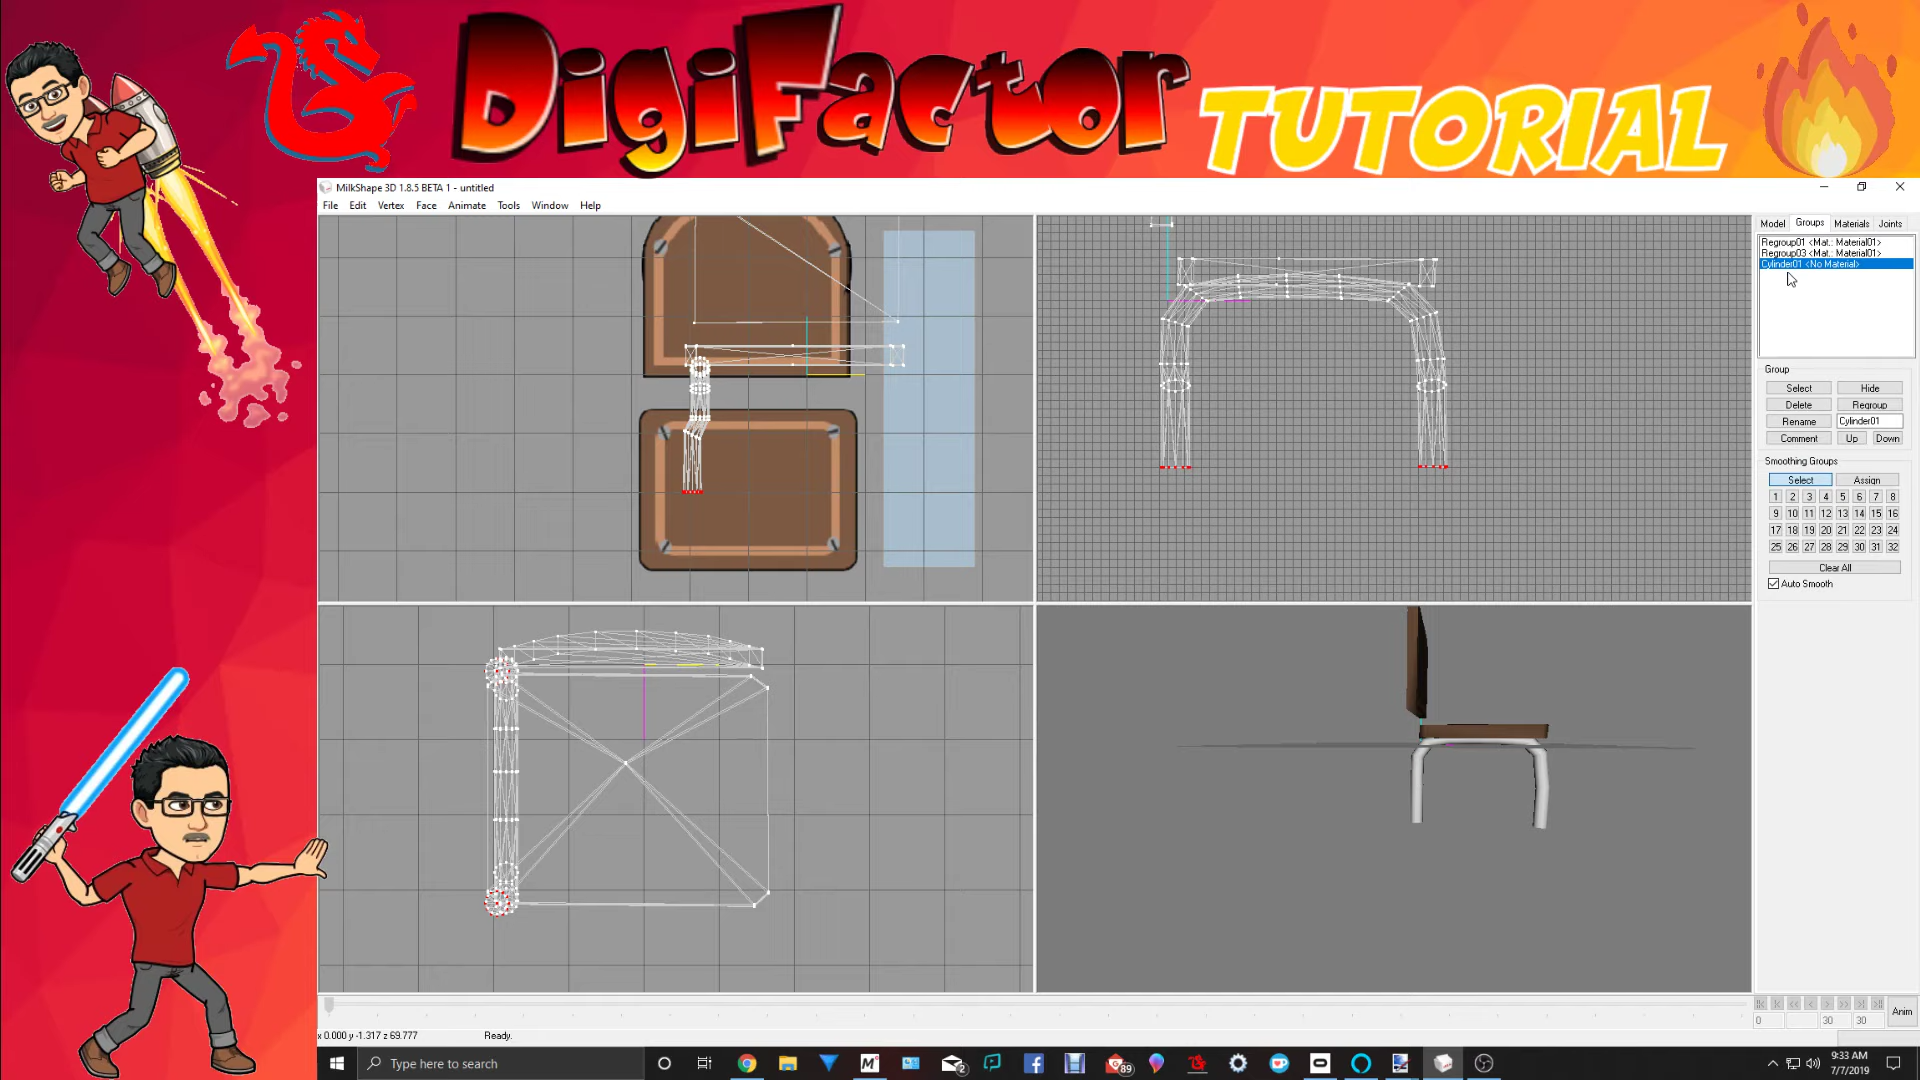 DigiFactor TUTORIAL
MilkShape 3D 1.8.5 BETA 1 - untitled
File Edit Vertex Face Animate Tools Window Help
Model Groups Materials Joints
Regroup01 <Mat.: Material01>
Regroup03 <Mat.: Material01>
Cylinder01 <No Material>
Group
Select Hide
Delete Regroup
Rename Cylinder01
Comment Up Down
Smoothing Groups
Select Assign
1 2 3 4 5 6 7 8
9 10 11 12 13 14 15 16
17 18 19 20 21 22 23 24
25 26 27 28 29 30 31 32
Clear All
Auto Smooth
Anim
0 30 30
x 0.000 y -1.317 z 69.777 Ready.
Type here to search
2
89
9:33 AM
7/7/2019